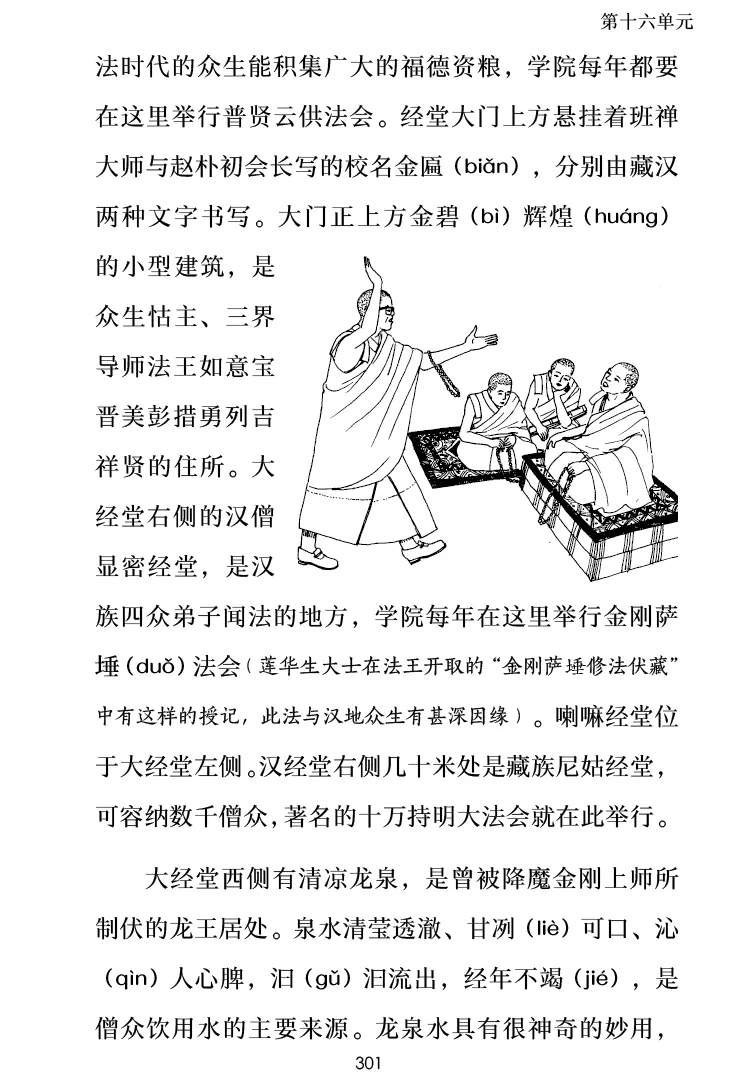 第十六单元
法时代的众生能积集广大的福德资粮，学院每年都要
在这里举行普贤云供法会。经堂大门上方悬挂着班禅
大师与赵朴初会长写的校名金匾（biǎn），分别由藏汉
两种文字书写。大门正上方金碧（bì）辉煌（huáng）
的小型建筑，是
众生怙主、三界
导师法王如意宝
晋美彭措勇列吉
祥贤的住所。大
经堂右侧的汉僧
显密经堂，是汉
族四众弟子闻法的地方，学院每年在这里举行金刚萨
埵（duǒ）法会（莲华生大士在法王开取的“金刚萨埵修法伏藏”
中有这样的授记，此法与汉地众生有甚深因缘）。喇嘛经堂位
于大经堂左侧。汉经堂右侧几十米处是藏族尼姑经堂，
可容纳数千僧众，著名的十万持明大法会就在此举行。
大经堂西侧有清凉龙泉，是曾被降魔金刚上师所
制伏的龙王居处。泉水清莹透澈、甘冽（liè）可口、沁
（qìn）人心脾，汩（gǔ）汩流出，经年不竭（jié），是
僧众饮用水的主要来源。龙泉水具有很神奇的妙用，
301